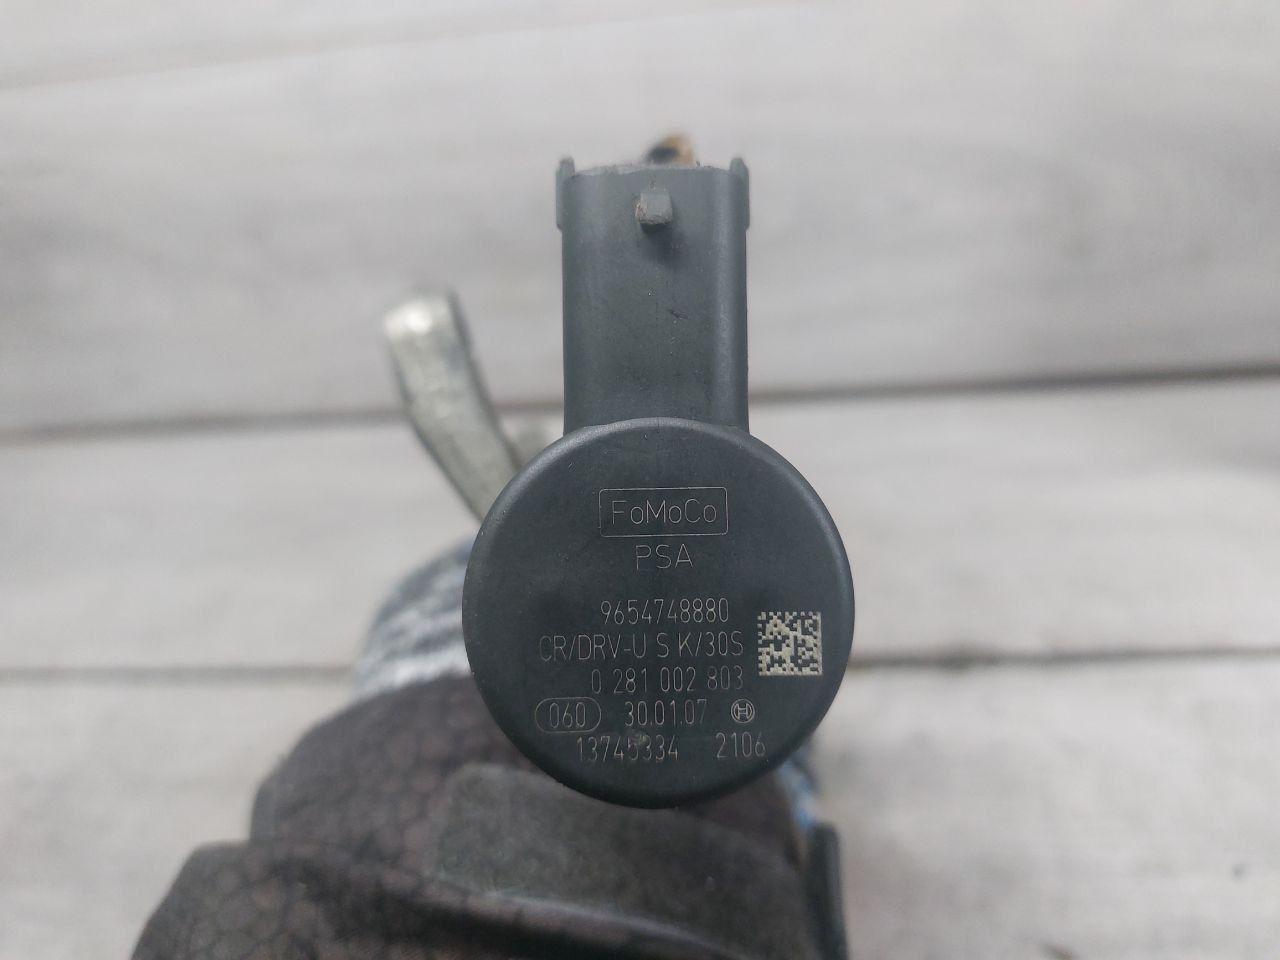 FoMoCo
PSA
9654748880
CR/DRV-U S K/30S
0 281 002 803
060 30.01.07
13745334 2106